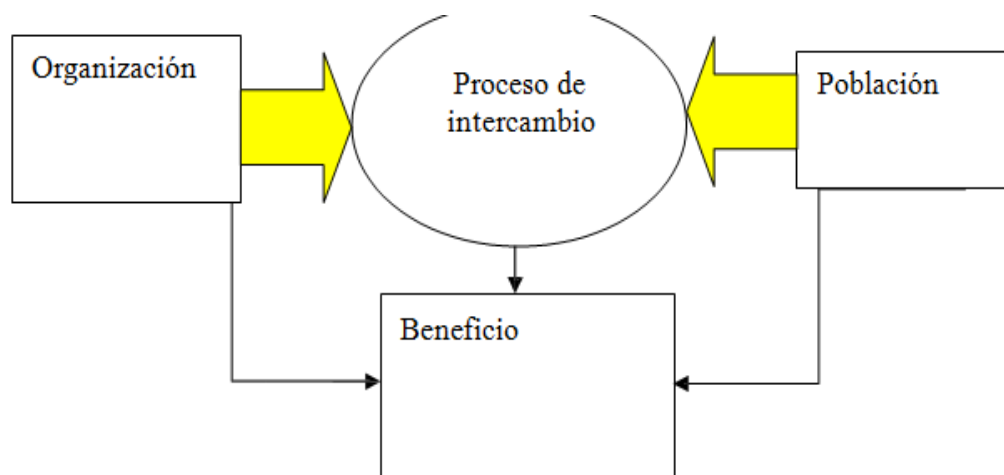 Organización
Proceso de
intercambio
Población
Beneficio